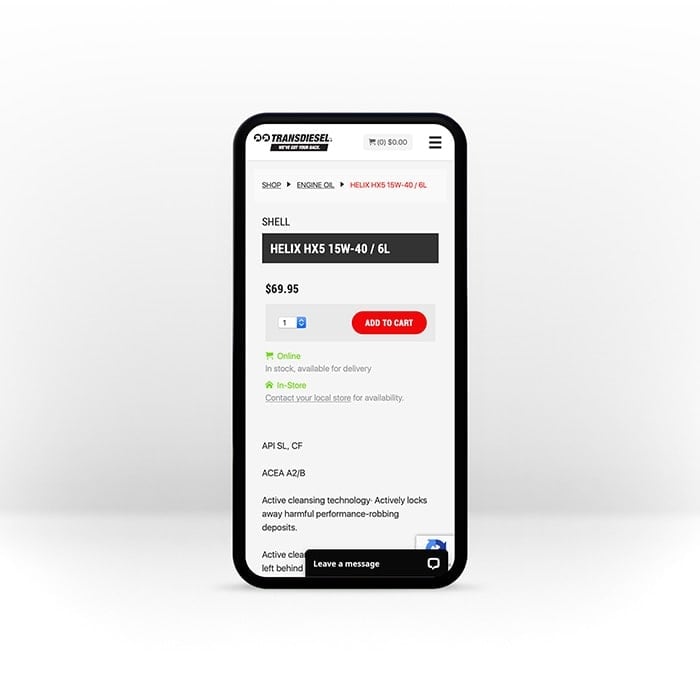 TRANSDIESEL
WE'VE GOT YOUR BACK.
(0) $0.00
SHOP ENGINE OIL HELIX HX5 15W-40 / 6L
SHELL
HELIX HX5 15W-40 / 6L
$69.95
1
ADD TO CART
Online
In stock, available for delivery
In-Store
Contact your local store for availability.
API SL, CF
ACEA A2/B
Active cleansing technology- Actively locks
away harmful performance-robbing
deposits.
Active clea
left behind
Leave a message